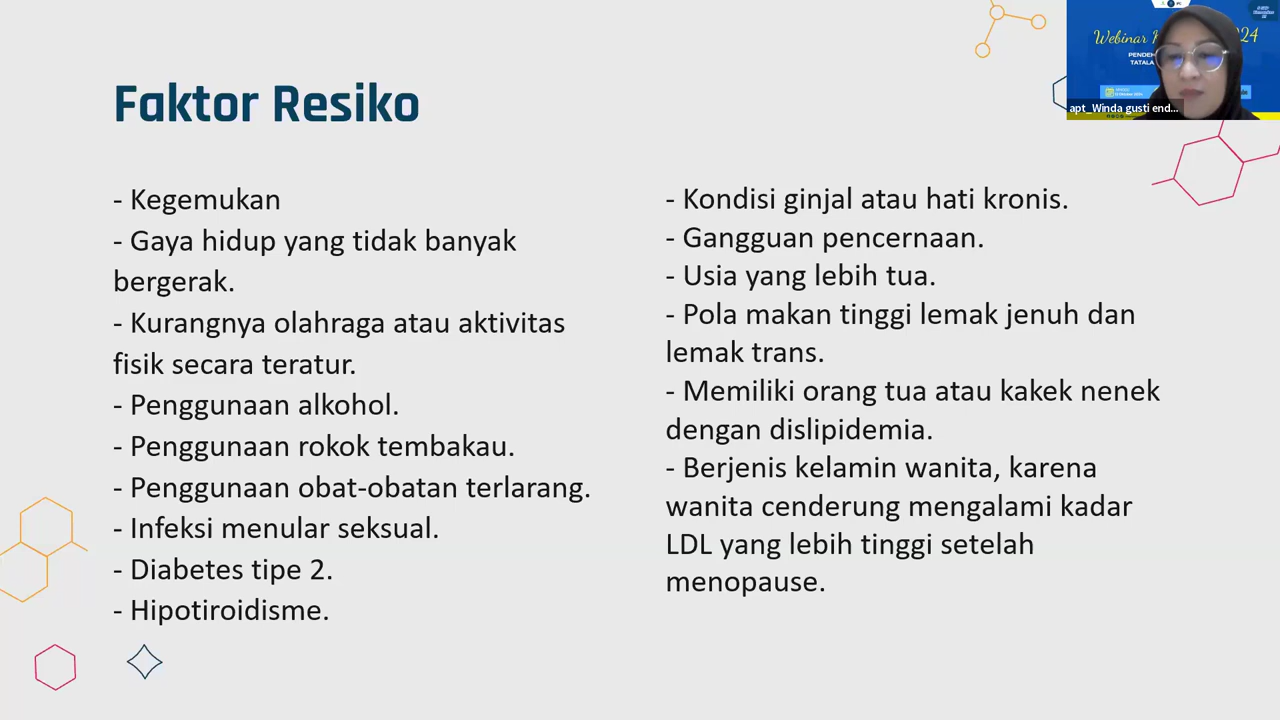 Faktor Resiko
- Kegemukan
- Gaya hidup yang tidak banyak
bergerak.
- Kurangnya olahraga atau aktivitas
fisik secara teratur.
- Penggunaan alkohol.
- Penggunaan rokok tembakau.
- Penggunaan obat-obatan terlarang.
- Infeksi menular seksual.
- Diabetes tipe 2.
- Hipotiroidisme.
- Kondisi ginjal atau hati kronis.
- Gangguan pencernaan.
- Usia yang lebih tua.
- Pola makan tinggi lemak jenuh dan
lemak trans.
- Memiliki orang tua atau kakek nenek
dengan dislipidemia.
- Berjenis kelamin wanita, karena
wanita cenderung mengalami kadar
LDL yang lebih tinggi setelah
menopause.
Webinar
apt_Winda gusti end...